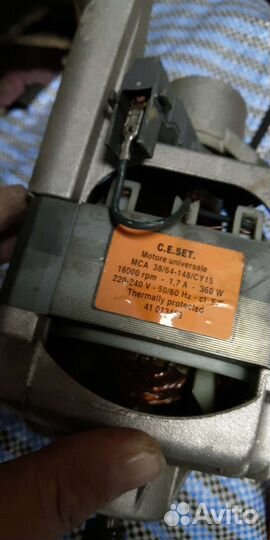 C.E.SET.
Motore universale
MCA 38/64-148/CY15
16000 rpm - 1.7 A - 360 W
220-240 V - 50/60 Hz - cl.
Thermally protected
Avito